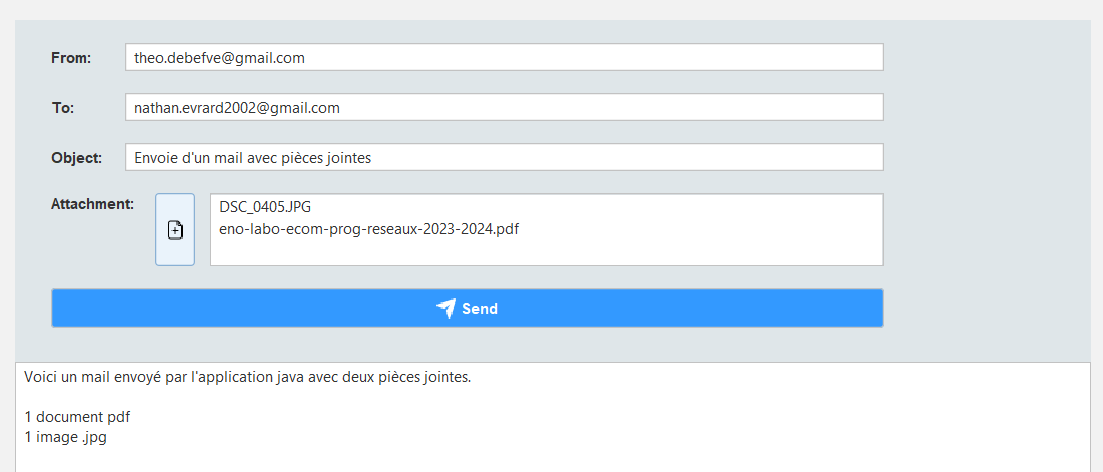 From: theo.debefve@gmail.com
To: nathan.evrard2002@gmail.com
Object: Envoie d'un mail avec pièces jointes
Attachment: DSC_0405.JPG
eno-labo-ecom-prog-reseaux-2023-2024.pdf
Send
Voici un mail envoyé par l'application java avec deux pièces jointes.
1 document pdf
1 image .jpg